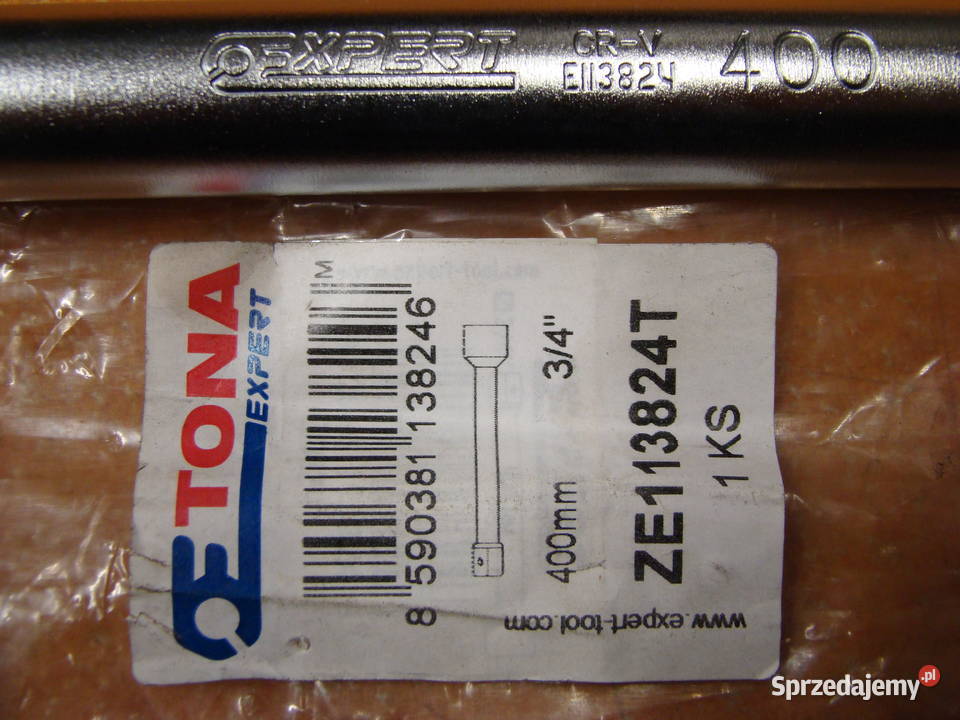 EXPERT CR-V 400
E113824
TONA
EXPERT
M
8 590381 138246
400mm 3/4"
ZE113824T
1 KS
www.expert-tool.com
Sprzedajemy.pl